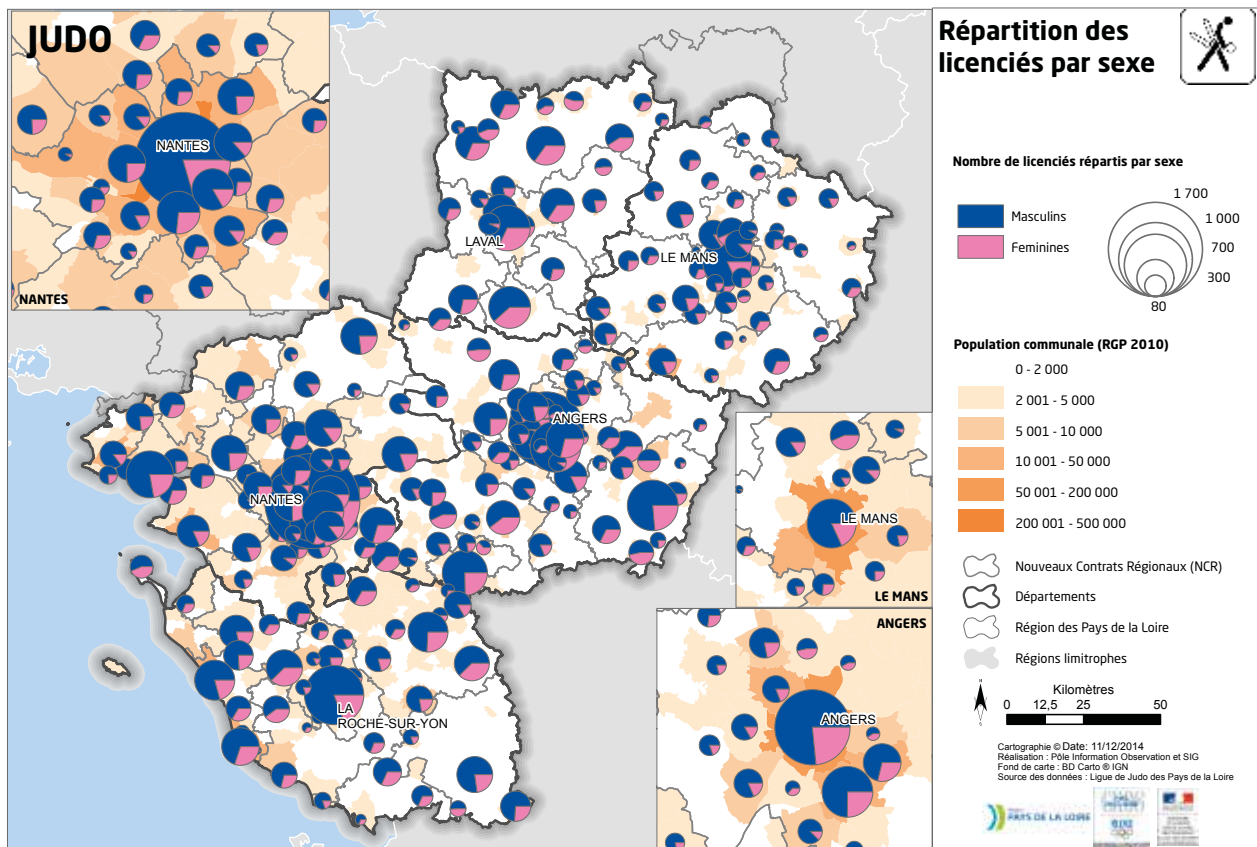 JUDO
NANTES
NANTES
LAVAL
LE MANS
ANGERS
NANTES
LA
ROCHE-SUR-YON
LE MANS
LE MANS
ANGERS
ANGERS
Répartition des
licenciés par sexe
Nombre de licenciés répartis par sexe
Masculins
Feminines
1 700
1 000
700
300
80
Population communale (RGP 2010)
0 - 2 000
2 001 - 5 000
5 001 - 10 000
10 001 - 50 000
50 001 - 200 000
200 001 - 500 000
Nouveaux Contrats Régionaux (NCR)
Départements
Région des Pays de la Loire
Régions limitrophes
Kilomètres
0 12,5 25 50
Cartographie © Date: 11/12/2014
Réalisation : Pôle Information Observation et SIG
Fond de carte : BD Carto ® IGN
Source des données : Ligue de Judo des Pays de la Loire
PAYS DE LA LOIRE